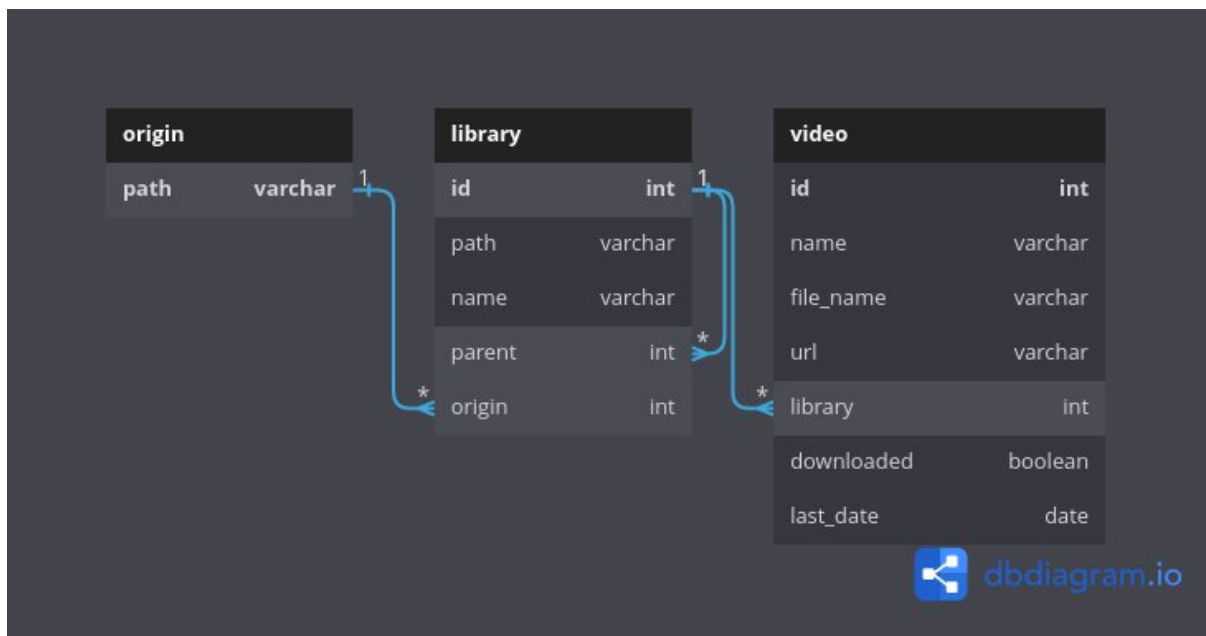 origin
path varchar
1
*
library
id int
path varchar
name varchar
parent int
origin int
1
*
*
video
id int
name varchar
file_name varchar
url varchar
library int
downloaded boolean
last_date date
dbdiagram.io